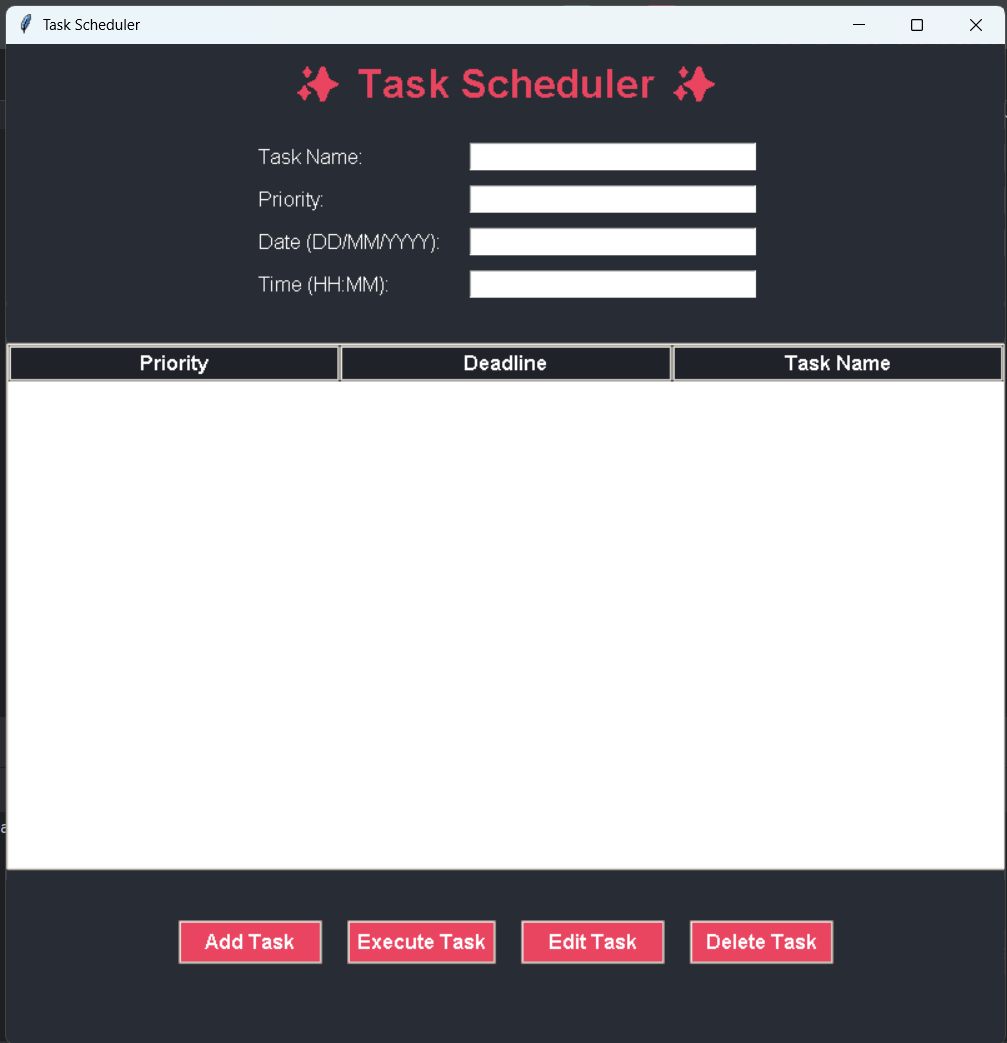 Task Scheduler
✨ Task Scheduler ✨
Task Name:
Priority:
Date (DD/MM/YYYY):
Time (HH:MM):
Priority Deadline Task Name
Add Task Execute Task Edit Task Delete Task